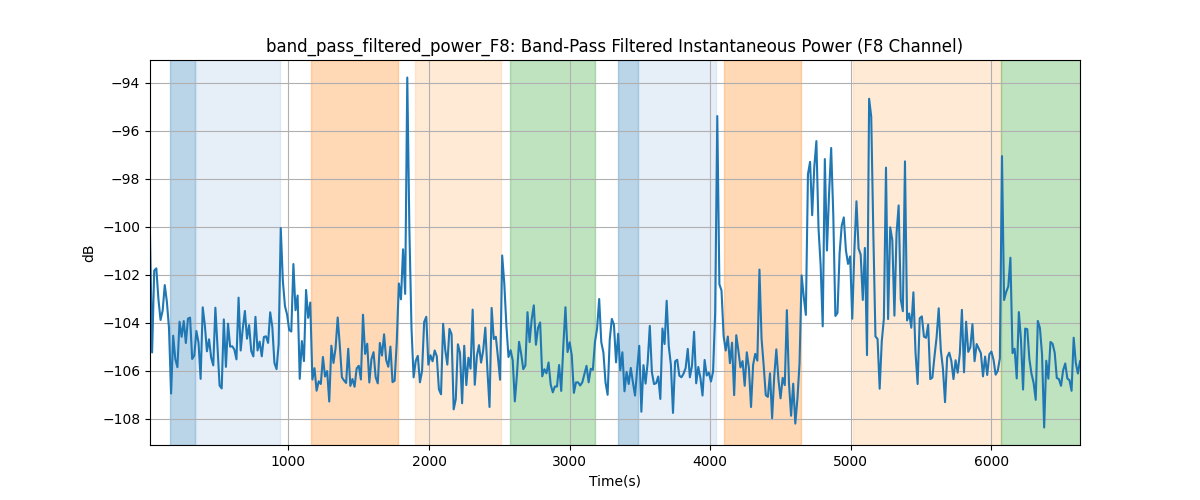 band_pass_filtered_power_F8: Band-Pass Filtered Instantaneous Power (F8 Channel)
dB
−94
−96
−98
−100
−102
−104
−106
−108
1000 2000 3000 4000 5000 6000
Time(s)